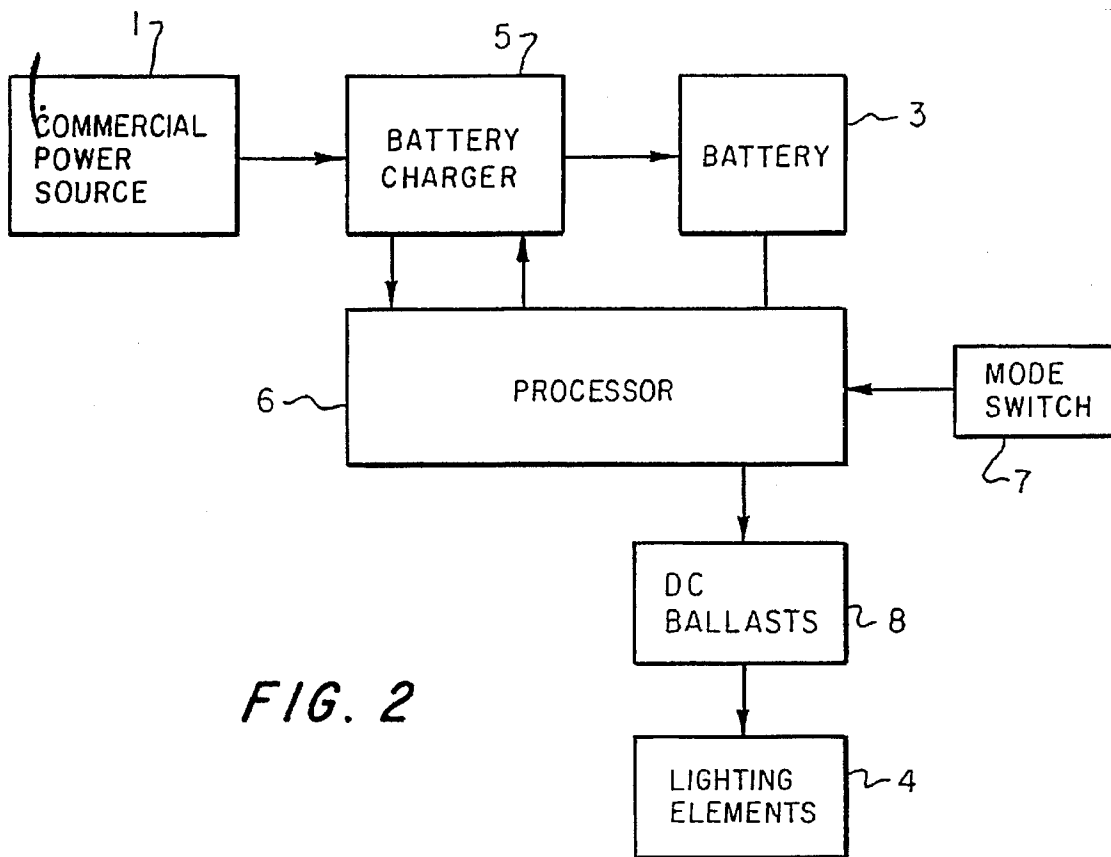 1
5
3
COMMERCIAL
POWER
SOURCE
BATTERY
CHARGER
BATTERY
6
PROCESSOR
MODE
SWITCH
7
DC
BALLASTS
8
FIG. 2
LIGHTING
ELEMENTS
4